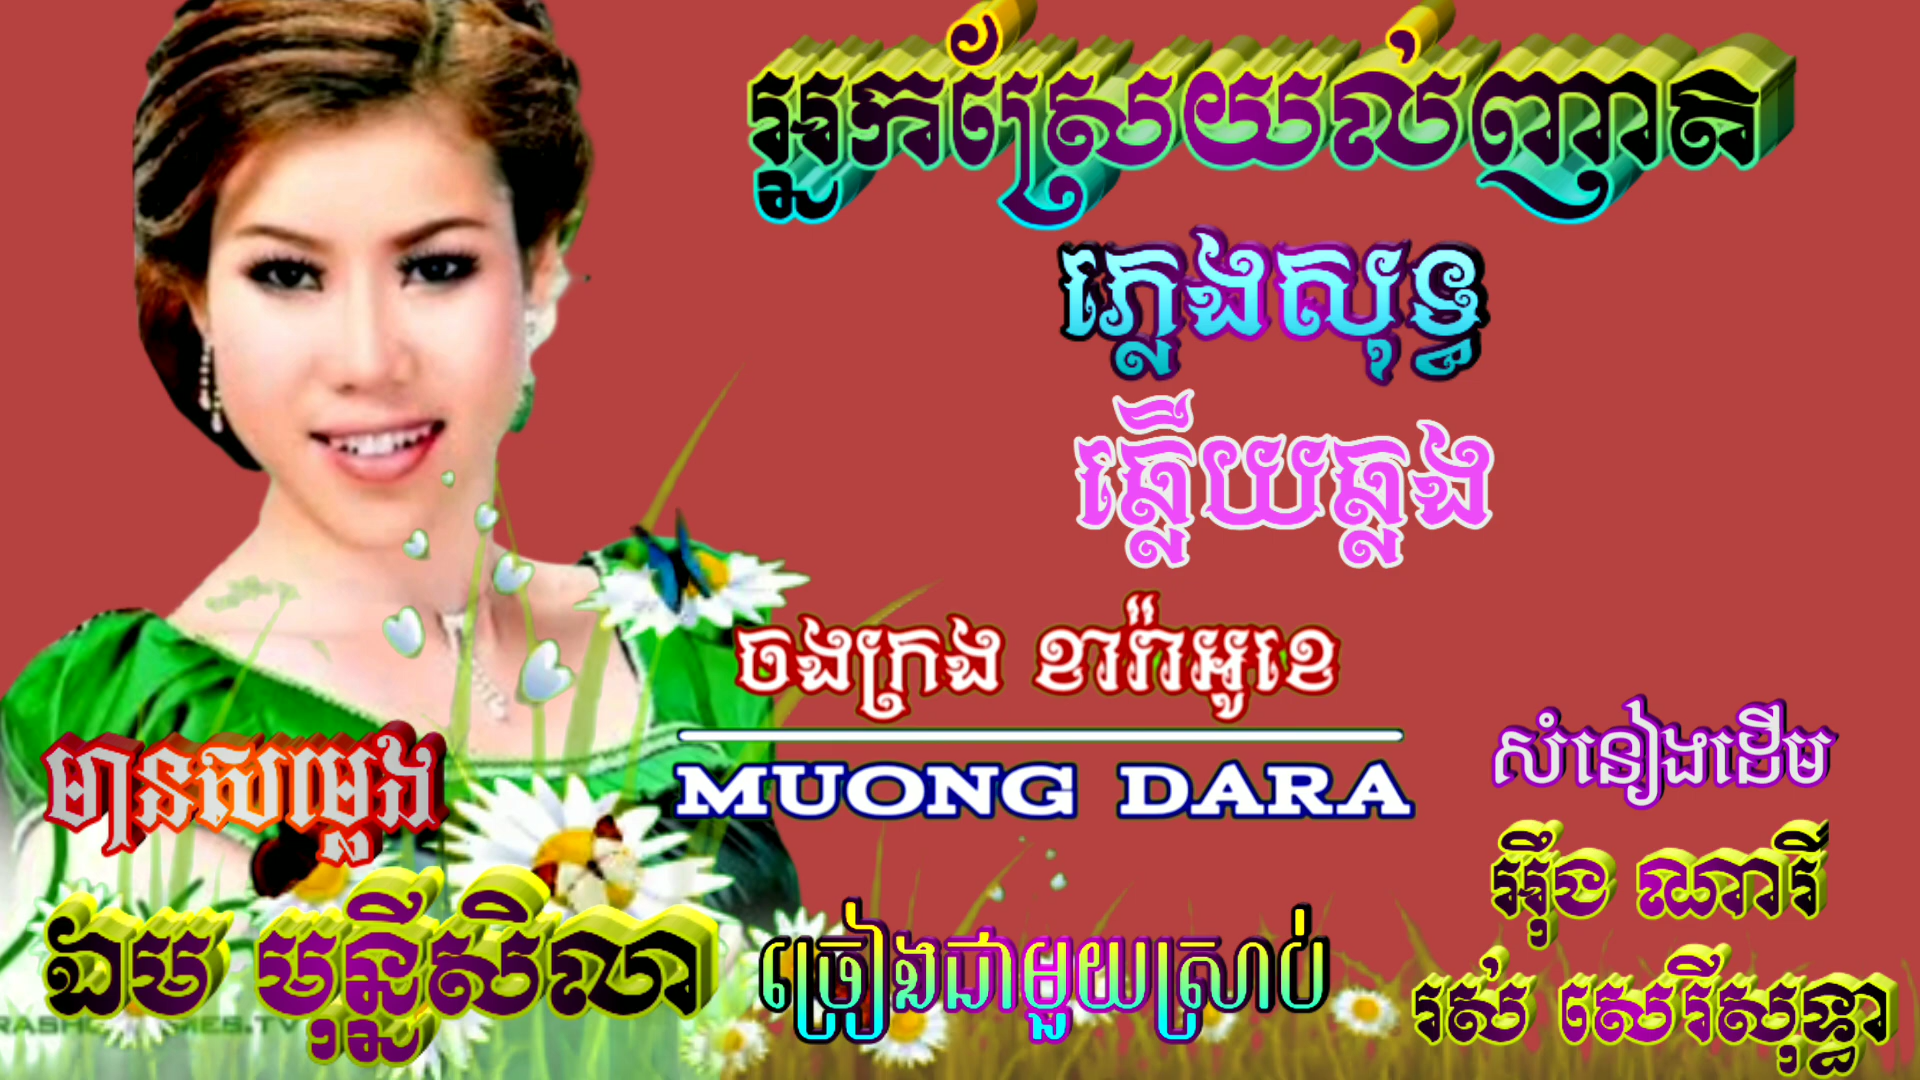 អ្នកស្រែយល់ញាតិ
ភ្លេងសុទ្ធ
ឆ្លើយឆ្លង
ចងក្រង ខារ៉ាអូខេ
MUONG DARA
មានសម្លេង
ឯម បុន្នីសិលា
ច្រៀងជាមួយស្រាប់
សំនៀងដើម
អ៊ឹង ណារី
រស់ សេរីសុទ្ធា